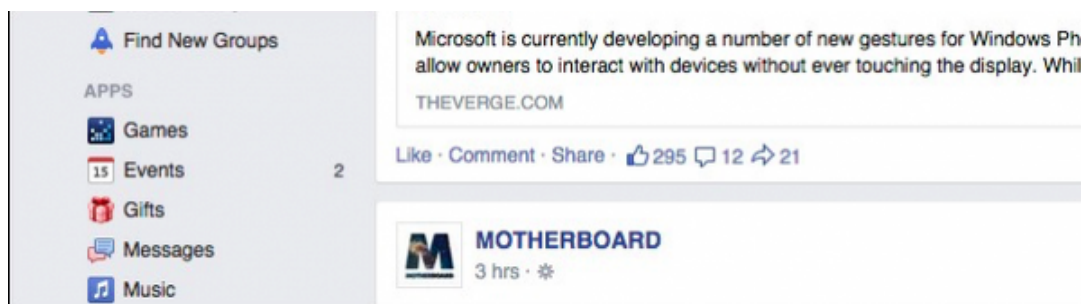 Find New Groups
APPS
Games
15 Events 2
Gifts
Messages
Music
Microsoft is currently developing a number of new gestures for Windows Ph
allow owners to interact with devices without ever touching the display. Whil
THEVERGE.COM
Like · Comment · Share · 295 12 21
M
MOTHERBOARD
MOTHERBOARD
3 hrs ·